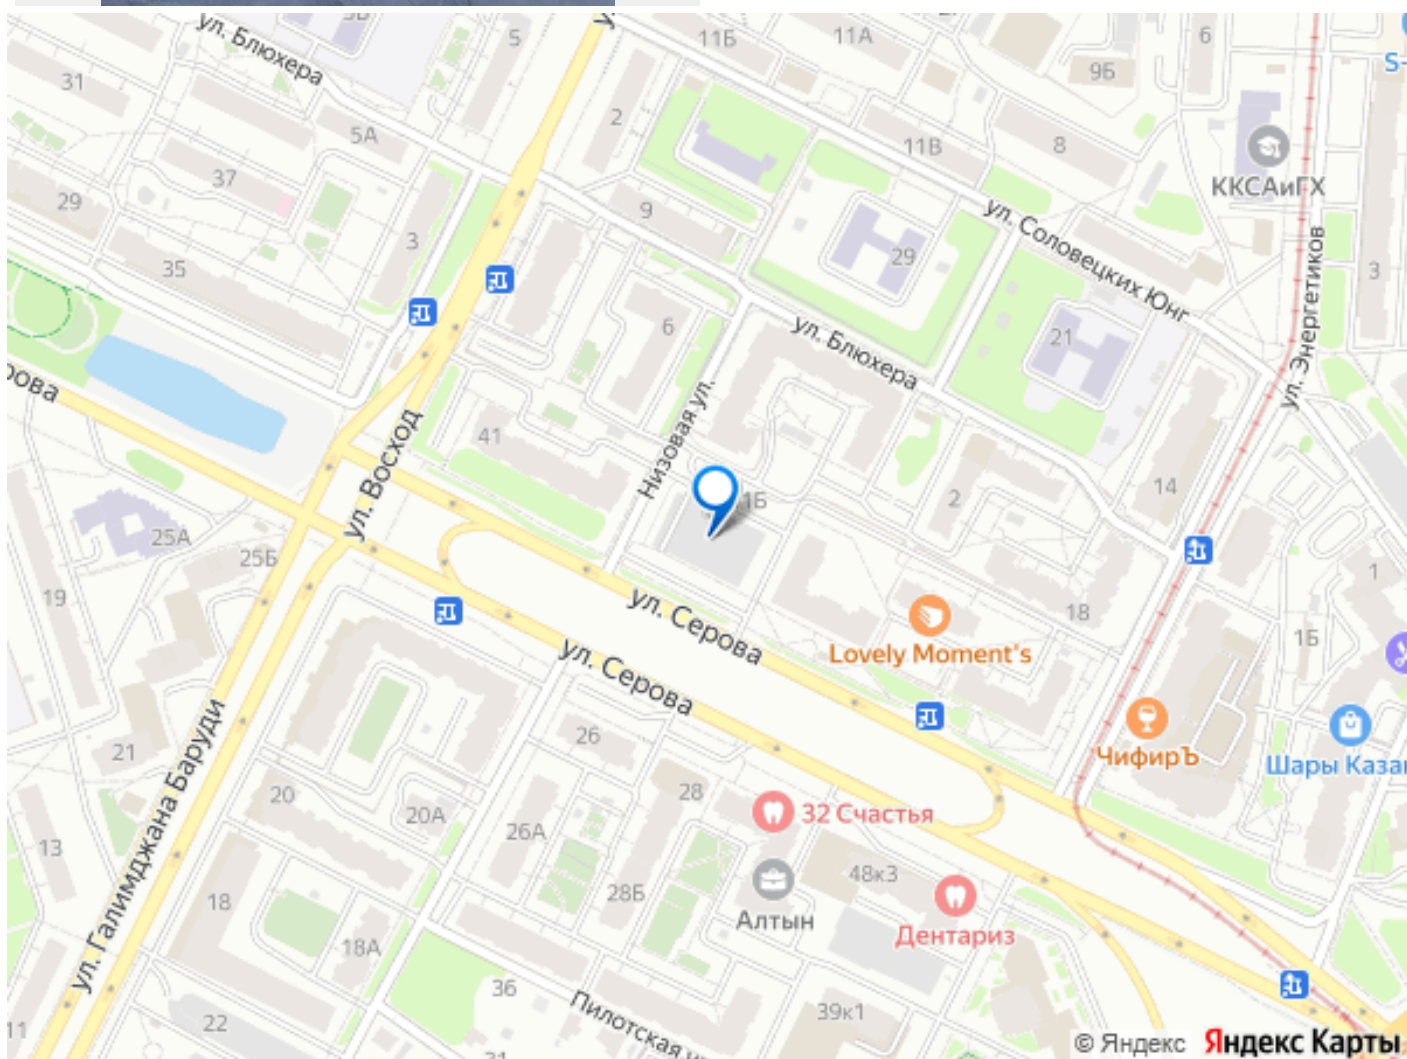 ул. Блюхера
5
11Б
11А
6
S-
31
9Б
2
5А
11В
8
ККСАиГХ
37
29
9
ул. Соловецких Юнг
3
29
3
35
ул. Энергетиков
6
ул. Блюхера
21
рова
ул. Восход
41
Низовая ул.
1Б
2
14
25А
25Б
1
19
ул. Серова
18
1Б
Lovely Moment's
ул. Серова
ул. Галимджана Баруди
26
ЧифирЪ
21
Шары Казан
20
28
20А
32 Счастья
26А
13
48к3
18
28Б
Алтын
18А
Дентариз
36
22
Пилотская
39к1
11
31
© Яндекс Яндекс Карты